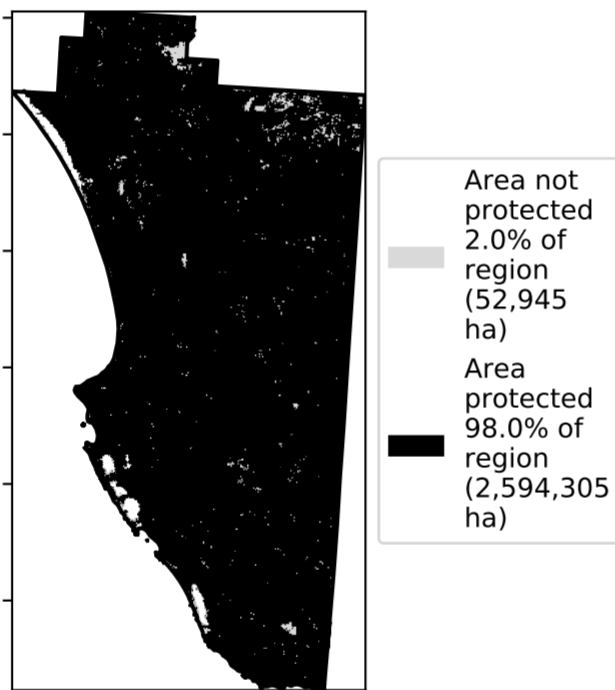 Area not
protected
2.0% of
region
(52,945
ha)
Area
protected
98.0% of
region
(2,594,305
ha)